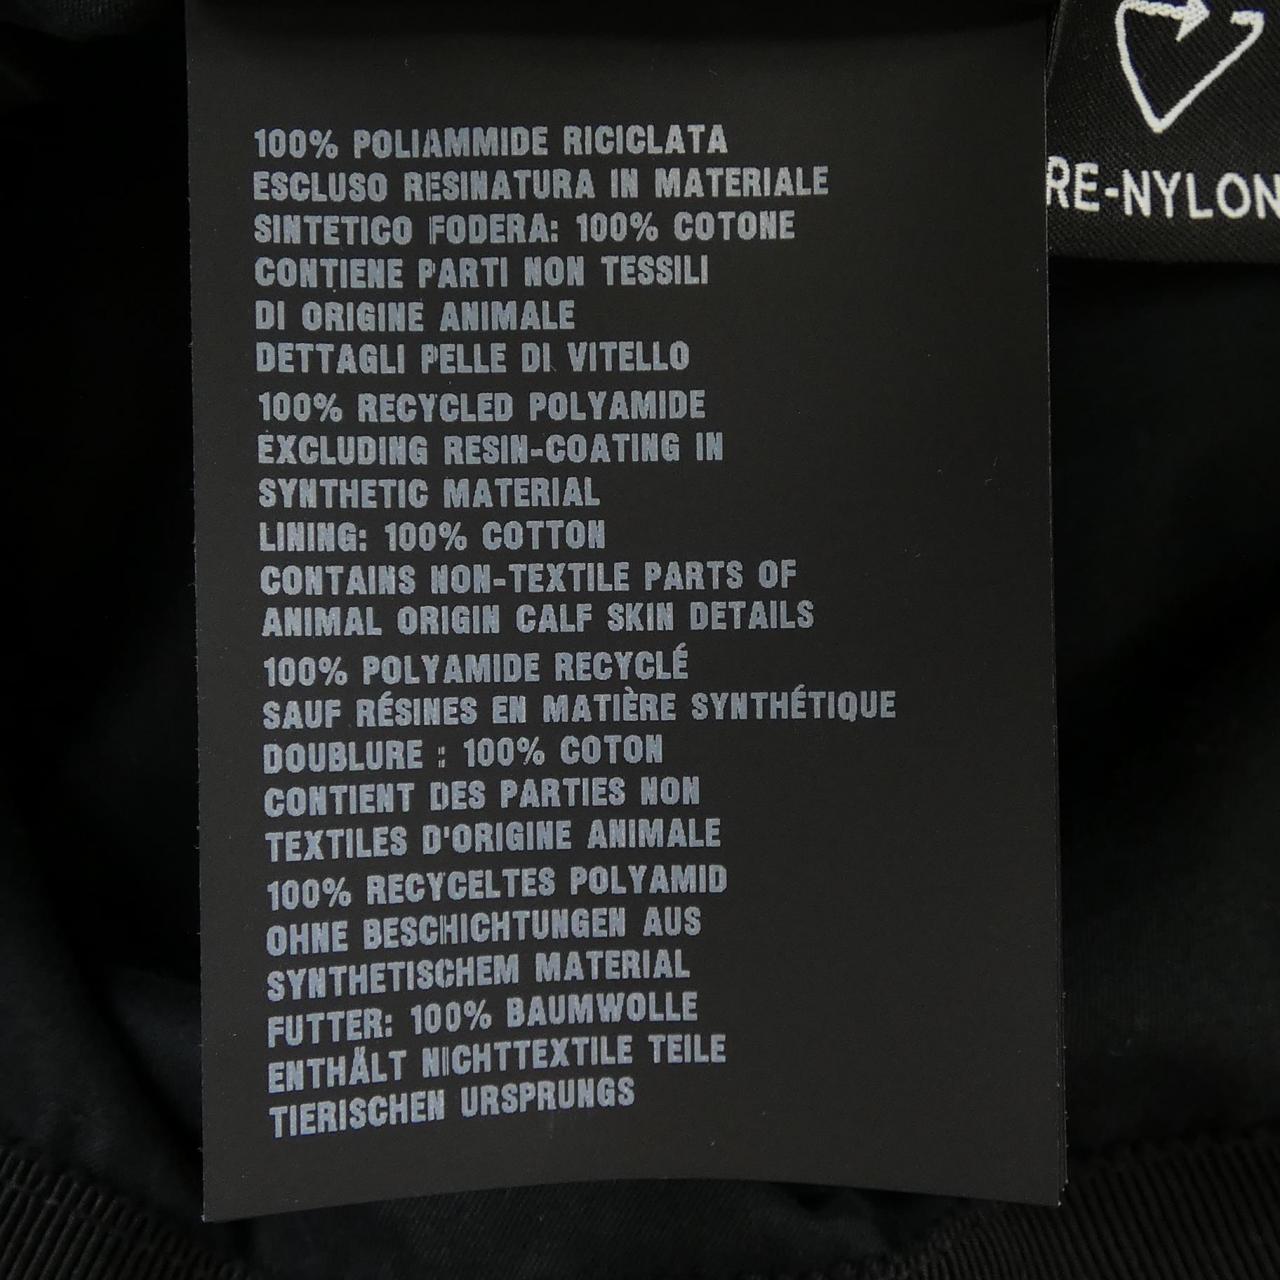 100% POLIAMMIDE RICICLATA
ESCLUSO RESINATURA IN MATERIALE
SINTETICO FODERA: 100% COTONE
CONTIENE PARTI NON TESSILI
DI ORIGINE ANIMALE
DETTAGLI PELLE DI VITELLO
100% RECYCLED POLYAMIDE
EXCLUDING RESIN-COATING IN
SYNTHETIC MATERIAL
LINING: 100% COTTON
CONTAINS NON-TEXTILE PARTS OF
ANIMAL ORIGIN CALF SKIN DETAILS
100% POLYAMIDE RECYCLÉ
SAUF RÉSINES EN MATIÈRE SYNTHÉTIQUE
DOUBLURE : 100% COTON
CONTIENT DES PARTIES NON
TEXTILES D'ORIGINE ANIMALE
100% RECYCELTES POLYAMID
OHNE BESCHICHTUNGEN AUS
SYNTHETISCHEM MATERIAL
FUTTER: 100% BAUMWOLLE
ENTHÄLT NICHTTEXTILE TEILE
TIERISCHEN URSPRUNGS
RE-NYLON